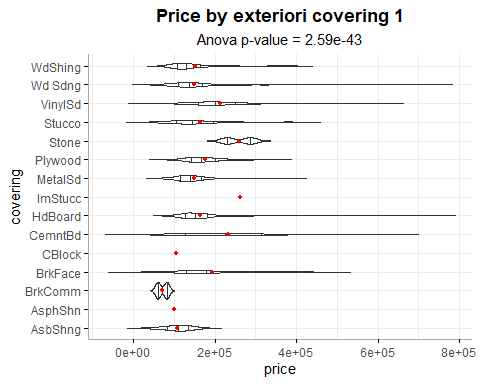 Price by exteriori covering 1
Anova p-value = 2.59e-43
covering
WdShing
Wd Sdng
VinylSd
Stucco
Stone
Plywood
MetalSd
ImStucc
HdBoard
CemntBd
CBlock
BrkFace
BrkComm
AsphShn
AsbShng
0e+00 2e+05 4e+05 6e+05 8e+05
price